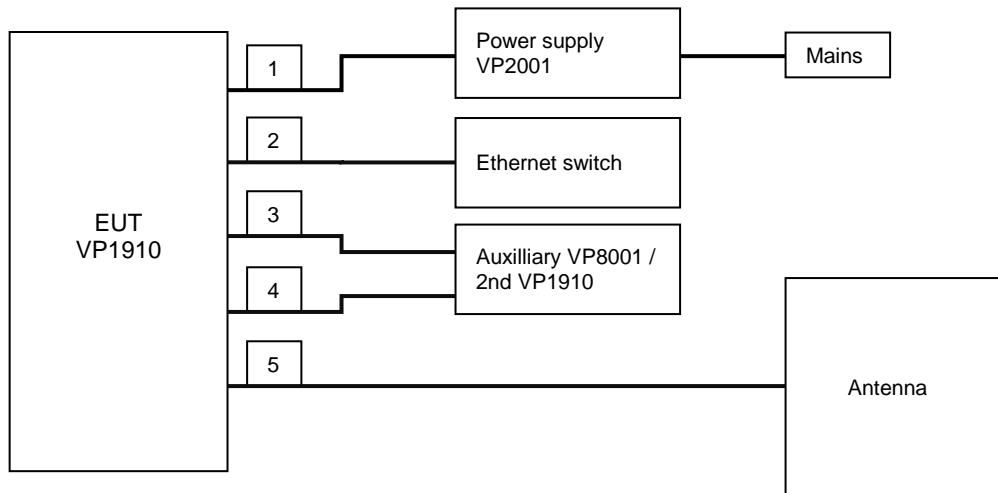 EUT
VP1910
1
Power supply
VP2001
Mains
2
Ethernet switch
3
4
Auxilliary VP8001 /
2nd VP1910
5
Antenna